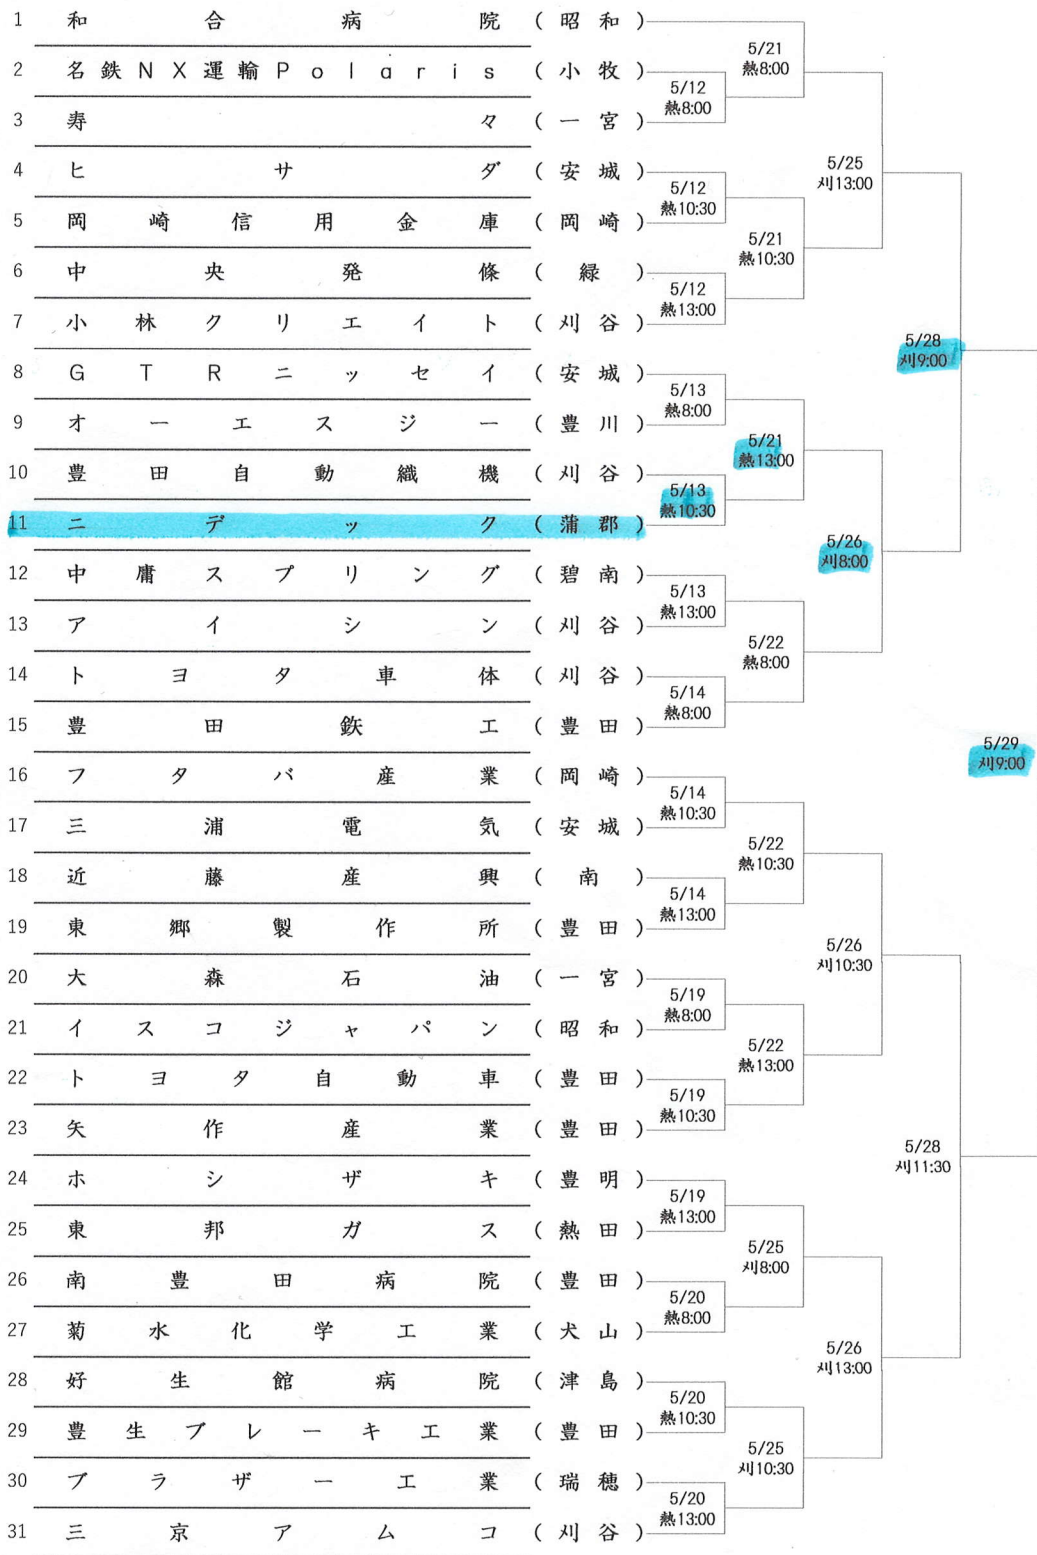 1 和合病院 (昭和)
2 名鉄NX運輸Polaris (小牧)
3 寿々 (一宮)
4 ヒサダ (安城)
5 岡崎信用金庫 (岡崎)
6 中央発條 (緑)
7 小林クリエイト (刈谷)
8 GTRニッセイ (安城)
9 オーエスジー (豊川)
10 豊田自動織機 (刈谷)
11 ニデック (蒲郡)
12 中庸スプリング (碧南)
13 アイシン (刈谷)
14 トヨタ車体 (刈谷)
15 豊田鉃工 (豊田)
16 フタバ産業 (岡崎)
17 三浦電気 (安城)
18 近藤産興 (南)
19 東郷製作所 (豊田)
20 大森石油 (一宮)
21 イスコジャパン (昭和)
22 トヨタ自動車 (豊田)
23 矢作産業 (豊田)
24 ホシザキ (豊明)
25 東邦ガス (熱田)
26 南豊田病院 (豊田)
27 菊水化学工業 (犬山)
28 好生館病院 (津島)
29 豊生ブレーキ工業 (豊田)
30 ブラザー工業 (瑞穂)
31 三京アムコ (刈谷)
5/12
熱8:00
5/12
熱10:30
5/12
熱13:00
5/13
熱8:00
5/13
熱10:30
5/13
熱13:00
5/14
熱8:00
5/14
熱10:30
5/14
熱13:00
5/19
熱8:00
5/19
熱10:30
5/19
熱13:00
5/20
熱8:00
5/20
熱10:30
5/20
熱13:00
5/21
熱8:00
5/21
熱10:30
5/21
熱13:00
5/22
熱8:00
5/22
熱10:30
5/22
熱13:00
5/25
刈8:00
5/25
刈10:30
5/25
刈13:00
5/26
刈8:00
5/26
刈10:30
5/26
刈13:00
5/28
刈9:00
5/28
刈11:30
5/29
刈9:00